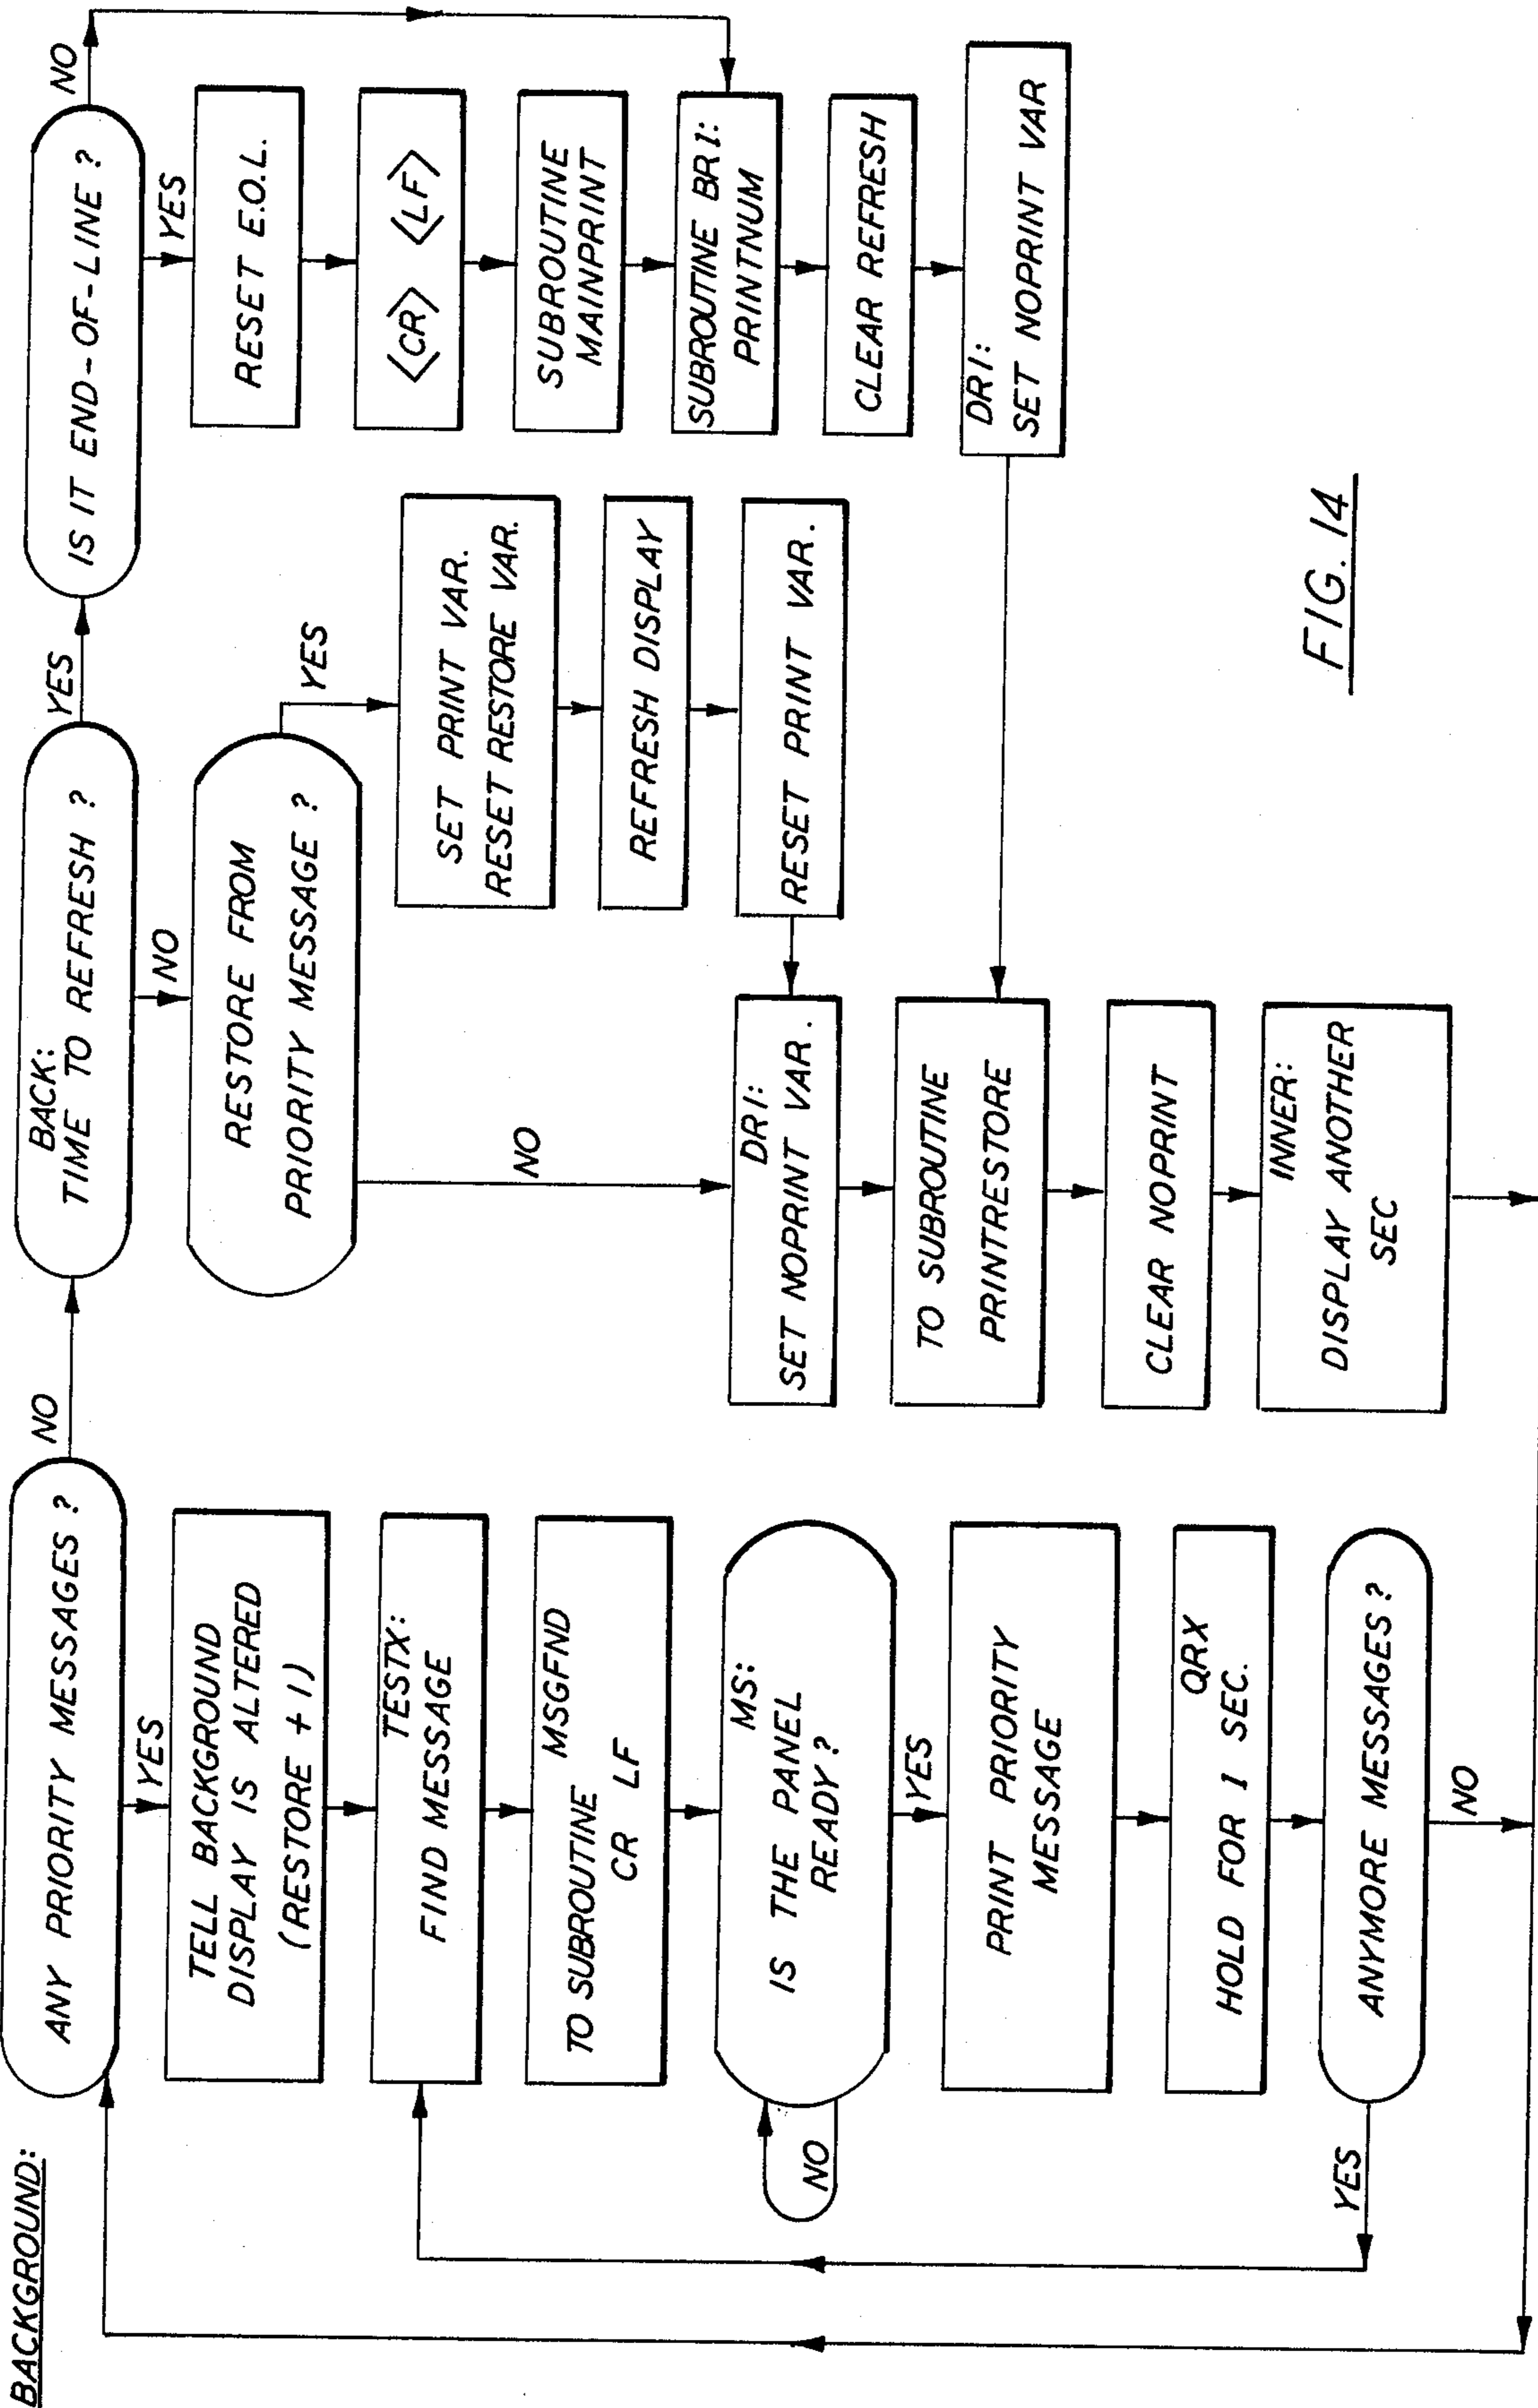 BACKGROUND:
ANY PRIORITY MESSAGES ?
NO
YES
TELL BACKGROUND
DISPLAY IS ALTERED
(RESTORE + 1)
TESTX:
FIND MESSAGE
MSGFND
TO SUBROUTINE
CR LF
MS:
IS THE PANEL
READY ?
NO
YES
PRINT PRIORITY
MESSAGE
QRX
HOLD FOR 1 SEC.
ANYMORE MESSAGES ?
YES
NO
BACK:
TIME TO REFRESH ?
YES
NO
RESTORE FROM
PRIORITY MESSAGE ?
YES
NO
SET PRINT VAR.
RESET RESTORE VAR.
REFRESH DISPLAY
RESET PRINT VAR.
DR1:
SET NOPRINT VAR.
TO SUBROUTINE
PRINTRESTORE
CLEAR NOPRINT
INNER:
DISPLAY ANOTHER
SEC
IS IT END-OF-LINE ?
NO
YES
RESET E.O.L.
<CR> <LF>
SUBROUTINE
MAINPRINT
SUBROUTINE BR1:
PRINTNUM
CLEAR REFRESH
DR1:
SET NOPRINT VAR
FIG. 14